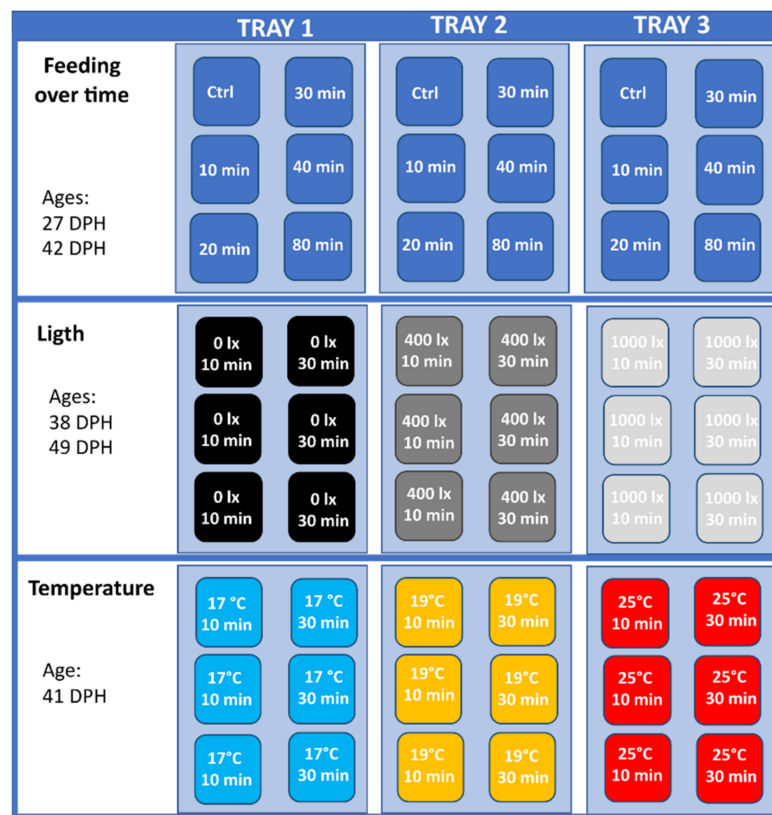 TRAY 1 TRAY 2 TRAY 3
Feeding
over time
Ages:
27 DPH
42 DPH
Ctrl 30 min
10 min 40 min
20 min 80 min
Ctrl 30 min
10 min 40 min
20 min 80 min
Ctrl 30 min
10 min 40 min
20 min 80 min
Ligth
Ages:
38 DPH
49 DPH
0 lx 0 lx
10 min 30 min
0 lx 0 lx
10 min 30 min
0 lx 0 lx
10 min 30 min
400 lx 400 lx
10 min 30 min
400 lx 400 lx
10 min 30 min
400 lx 400 lx
10 min 30 min
1000 lx 1000 lx
10 min 30 min
1000 lx 1000 lx
10 min 30 min
1000 lx 1000 lx
10 min 30 min
Temperature
Age:
41 DPH
17 °C 17 °C
10 min 30 min
17°C 17 °C
10 min 30 min
17°C 17°C
10 min 30 min
19°C 19°C
10 min 30 min
19°C 19°C
10 min 30 min
19°C 19°C
10 min 30 min
25°C 25°C
10 min 30 min
25°C 25°C
10 min 30 min
25°C 25°C
10 min 30 min